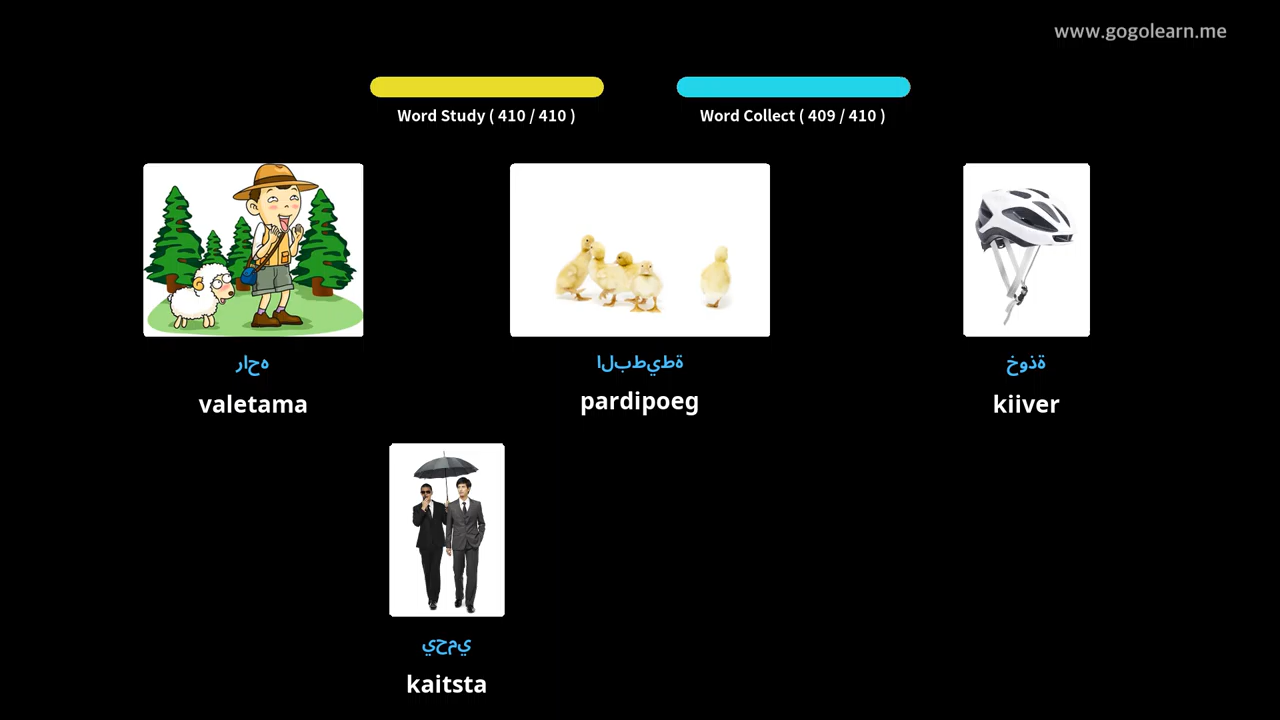 www.gogolearn.me
Word Study ( 410 / 410 )
Word Collect ( 409 / 410 )
راحه
valetama
البطيطة
pardipoeg
خوذة
kiiver
يحمي
kaitsta